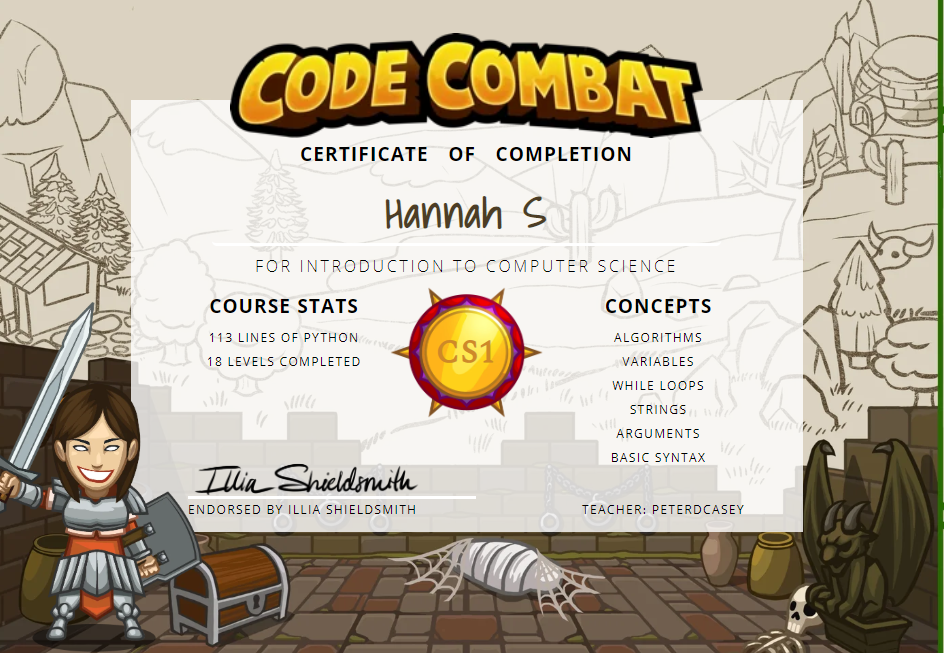 CODE COMBAT
CERTIFICATE OF COMPLETION
Hannah S
FOR INTRODUCTION TO COMPUTER SCIENCE
COURSE STATS
113 LINES OF PYTHON
18 LEVELS COMPLETED
CS1
CONCEPTS
ALGORITHMS
VARIABLES
WHILE LOOPS
STRINGS
ARGUMENTS
BASIC SYNTAX
Illia Shieldsmith
ENDORSED BY ILLIA SHIELDSMITH
TEACHER: PETERDCASEY